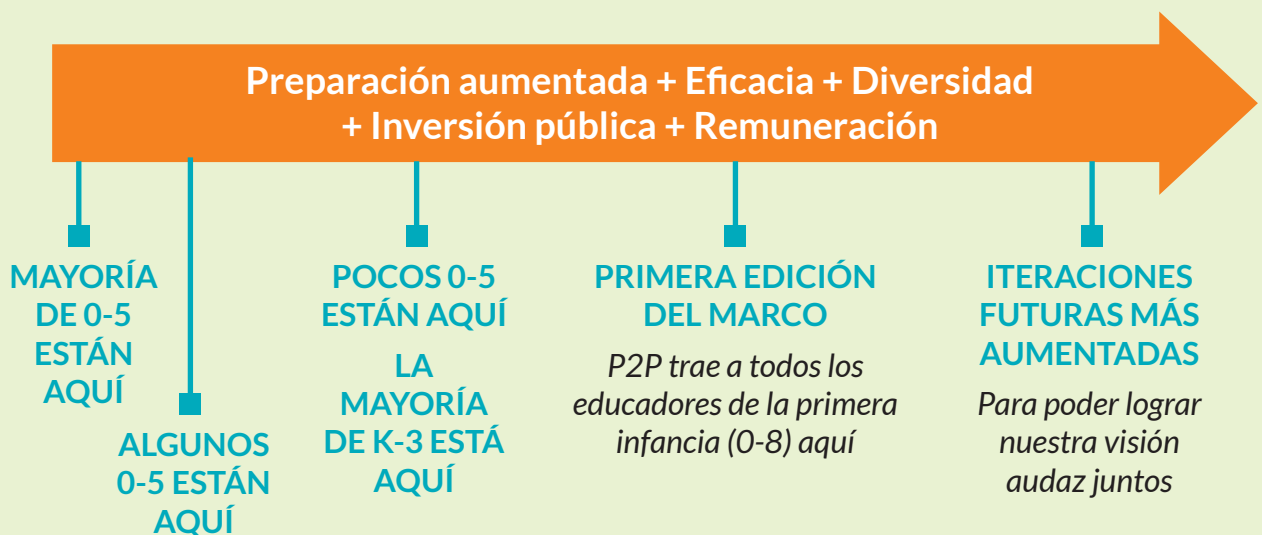 Preparación aumentada + Eficacia + Diversidad
+ Inversión pública + Remuneración
MAYORÍA
DE 0-5
ESTÁN
AQUÍ
ALGUNOS
0-5 ESTÁN
AQUÍ
POCOS 0-5
ESTÁN AQUÍ
LA
MAYORÍA
DE K-3 ESTÁ
AQUÍ
PRIMERA EDICIÓN
DEL MARCO
P2P trae a todos los
educadores de la primera
infancia (0-8) aquí
ITERACIONES
FUTURAS MÁS
AUMENTADAS
Para poder lograr
nuestra visión
audaz juntos